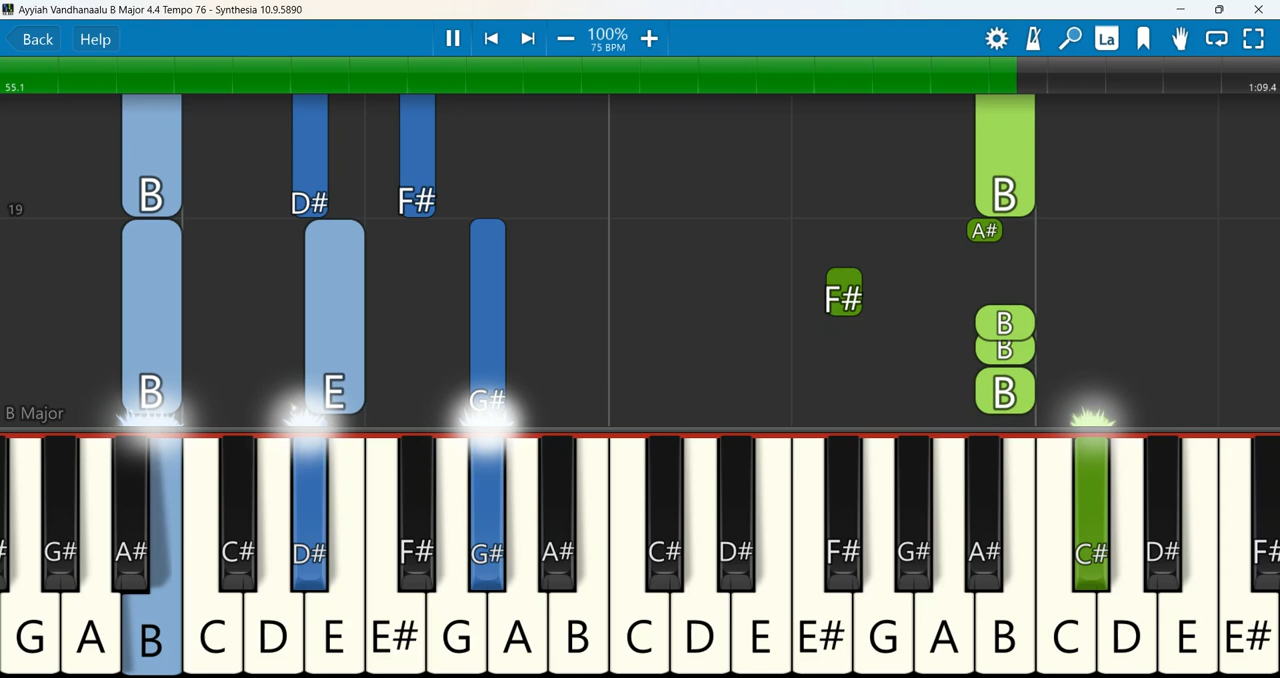 Ayyiah Vandhanaalu B Major 4.4 Tempo 76 - Synthesia 10.9.5890
Back Help 100% La
75 BPM
55.1 1:09.4
B D# F# B
19
A#
F#
B
B
B E G# B
B Major
# G# A# C# D# F# G# A# C# D# F# G# A# C# D# F#
G A B C D E E# G A B C D E E# G A B C D E E#